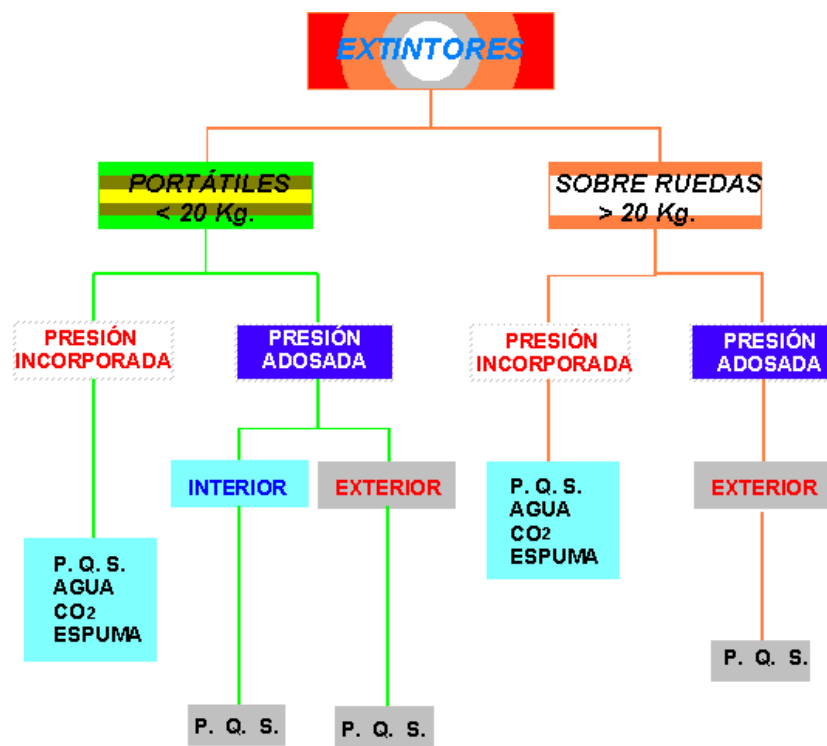 EXTINTORES
PORTÁTILES
< 20 Kg.
SOBRE RUEDAS
> 20 Kg.
PRESIÓN
INCORPORADA
PRESIÓN
ADOSADA
PRESIÓN
INCORPORADA
PRESIÓN
ADOSADA
INTERIOR
EXTERIOR
P. Q. S.
AGUA
CO2
ESPUMA
EXTERIOR
P. Q. S.
AGUA
CO2
ESPUMA
P. Q. S.
P. Q. S.
P. Q. S.